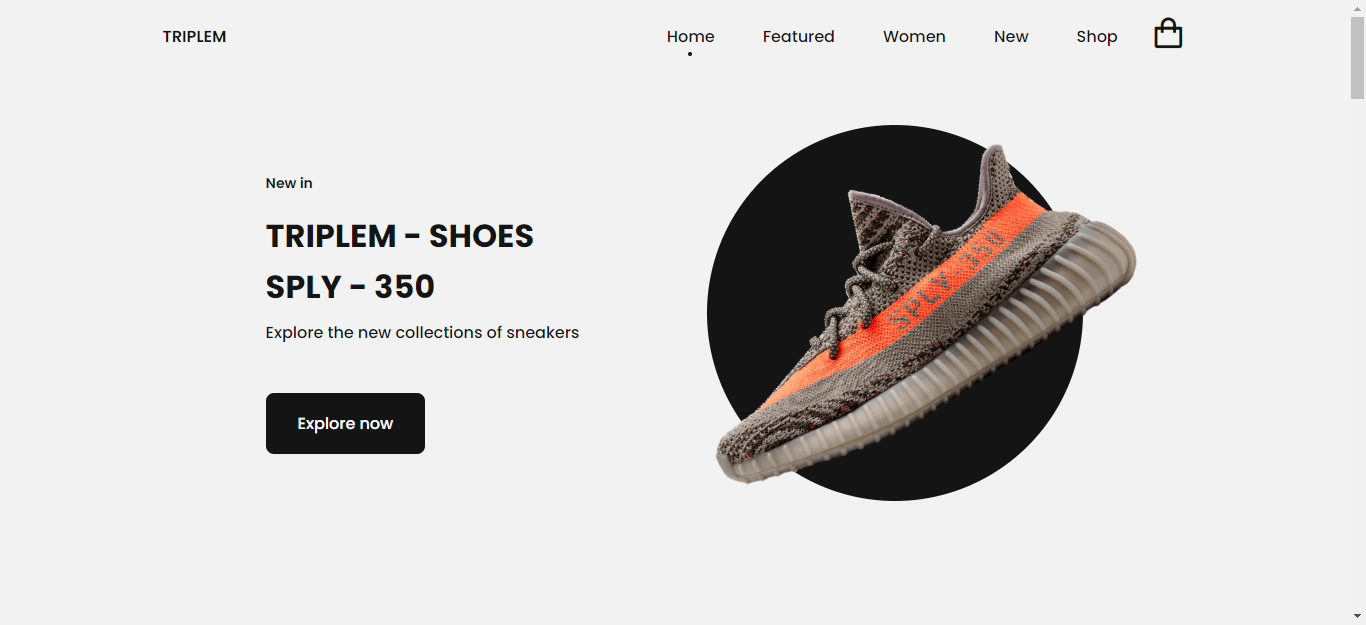 TRIPLEM
Home Featured Women New Shop
New in
TRIPLEM - SHOES
SPLY - 350
Explore the new collections of sneakers
Explore now
SPLY-350